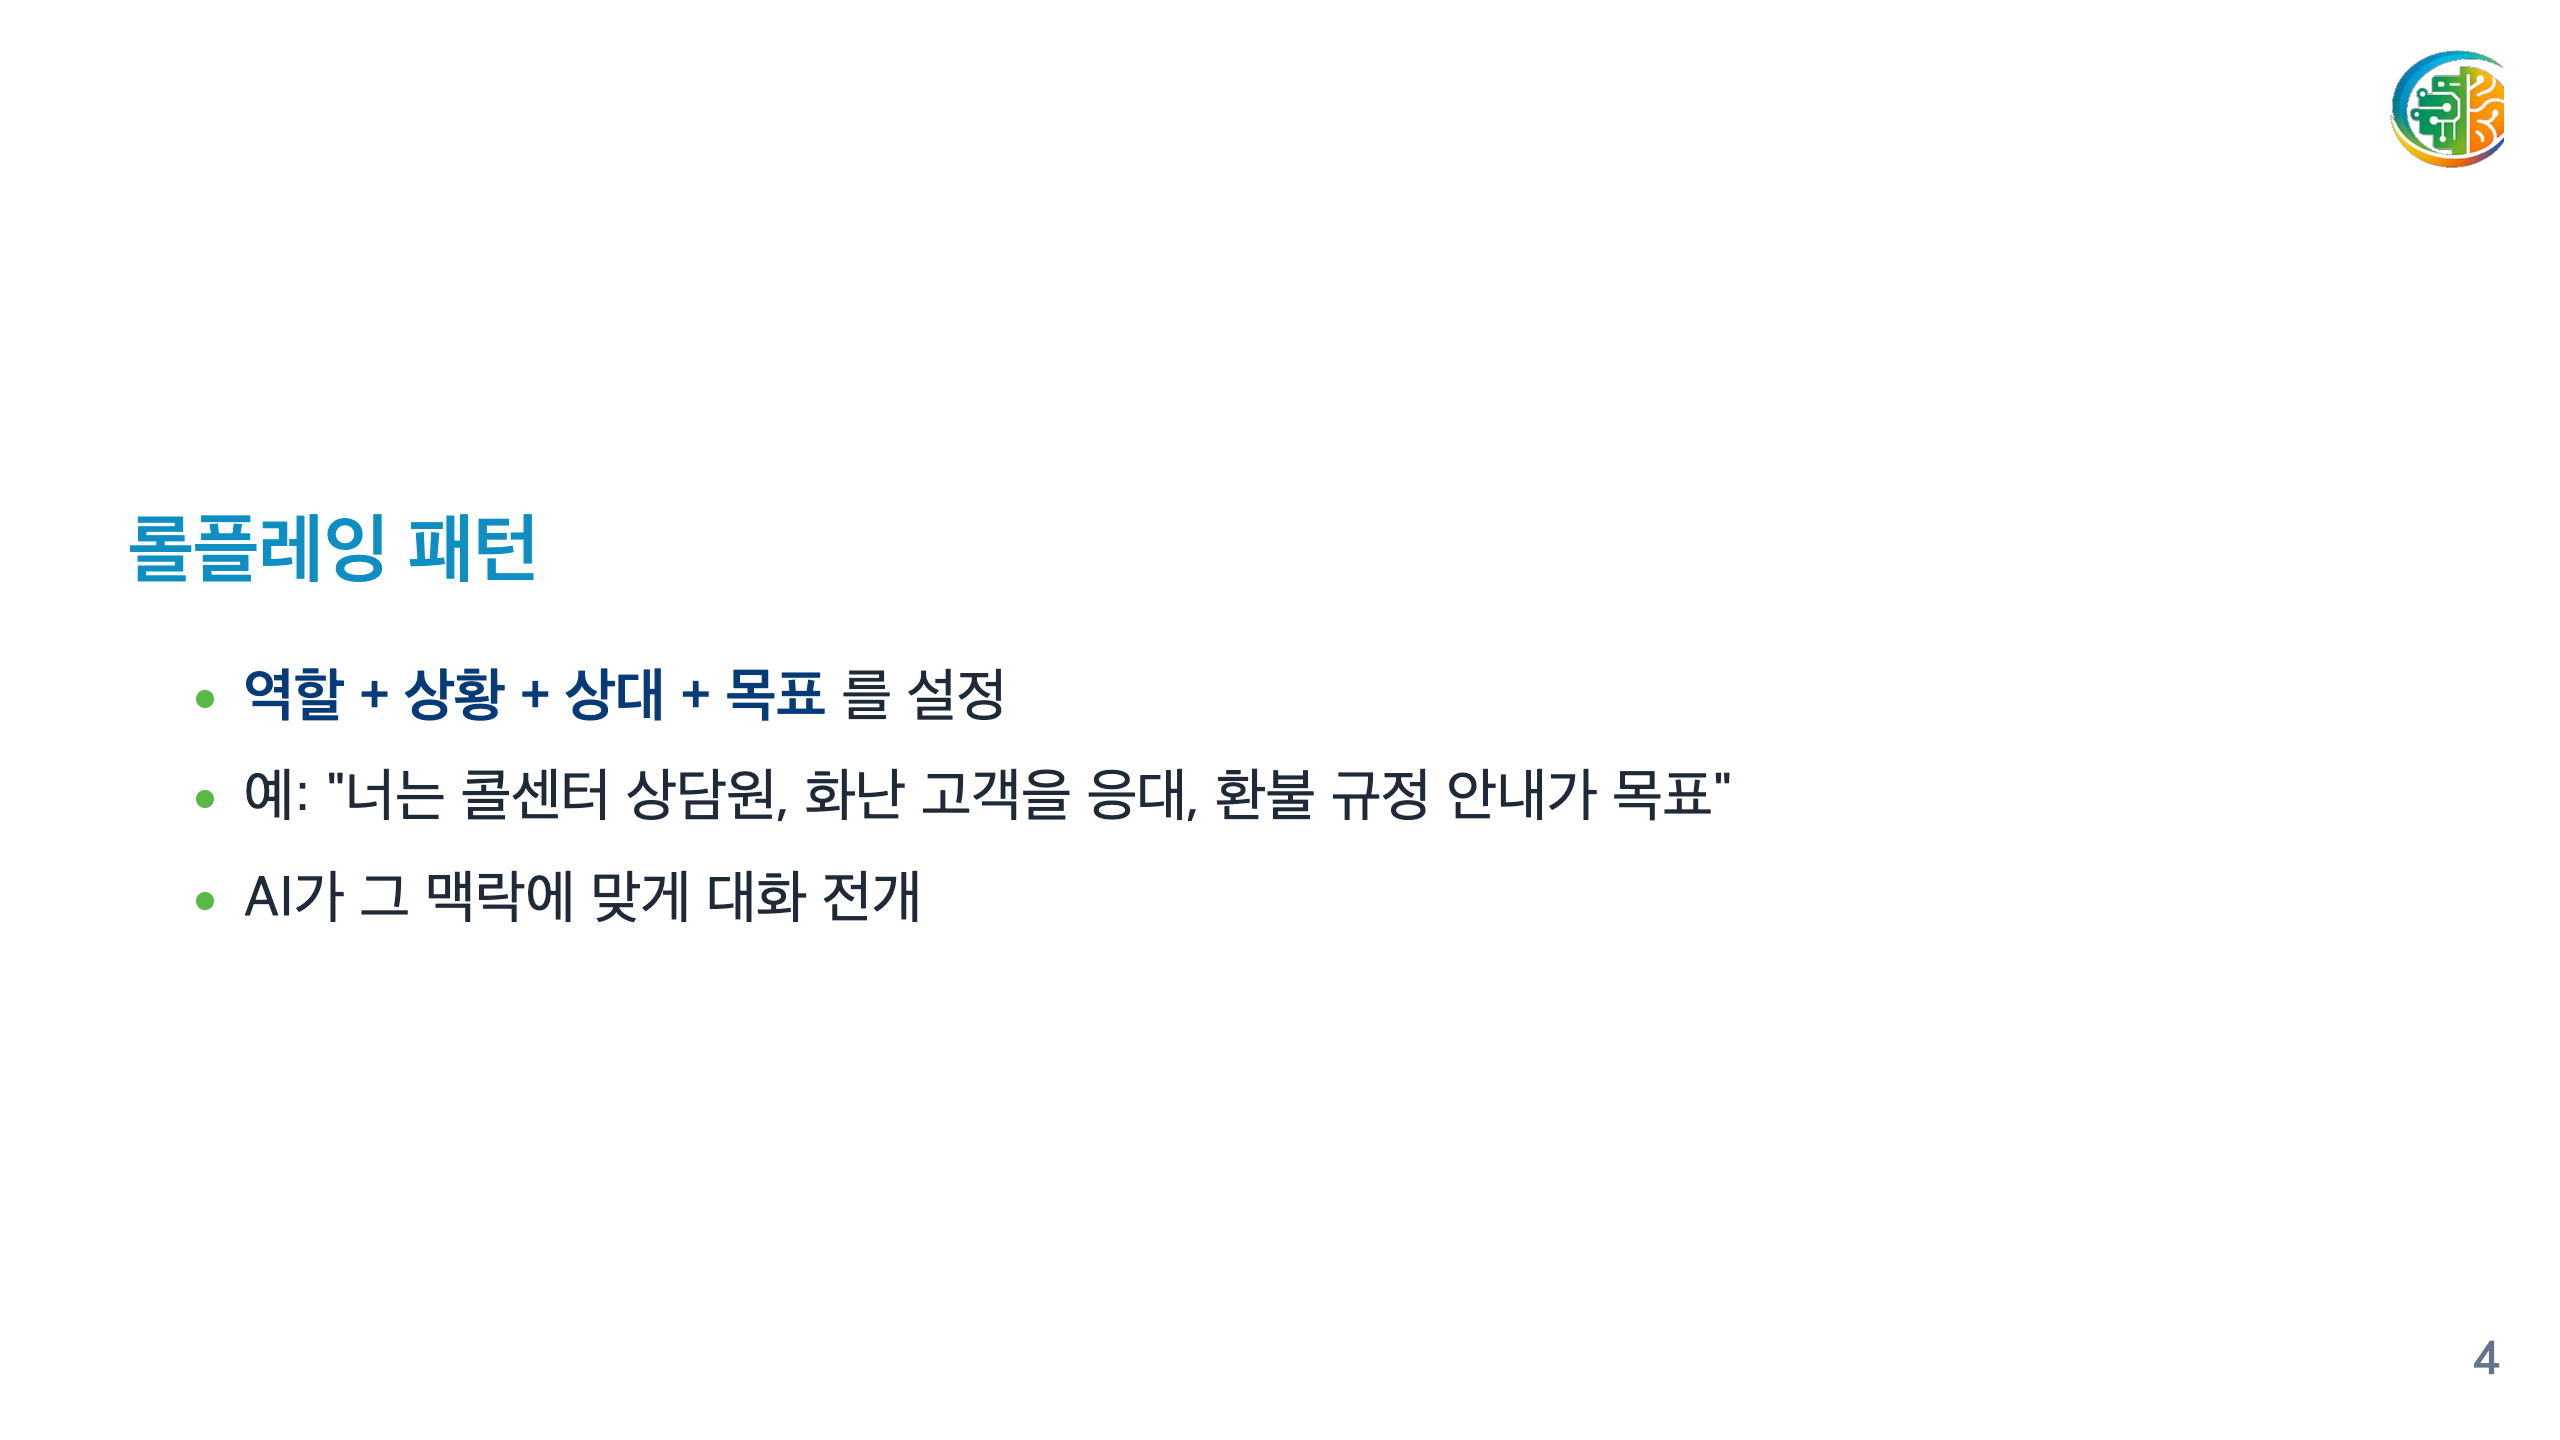 롤플레잉 패턴
• 역할 + 상황 + 상대 + 목표 를 설정
• 예: "너는 콜센터 상담원, 화난 고객을 응대, 환불 규정 안내가 목표"
• AI가 그 맥락에 맞게 대화 전개
4